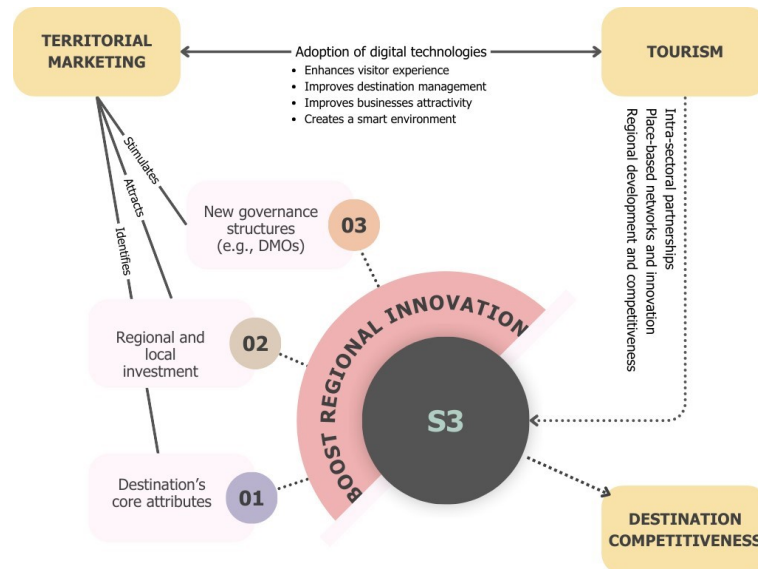 TERRITORIAL
MARKETING
Adoption of digital technologies
• Enhances visitor experience
• Improves destination management
• Improves businesses attractivity
• Creates a smart environment
TOURISM
Intra-sectoral partnerships
Place-based networks and innovation
Regional development and competitiveness
Stimulates
Attracts
Identifies
New governance
structures
(e.g., DMOs)
03
Regional and
local
investment
02
Destination's
core attributes
01
BOOST REGIONAL INNOVATION
S3
DESTINATION
COMPETITIVENESS